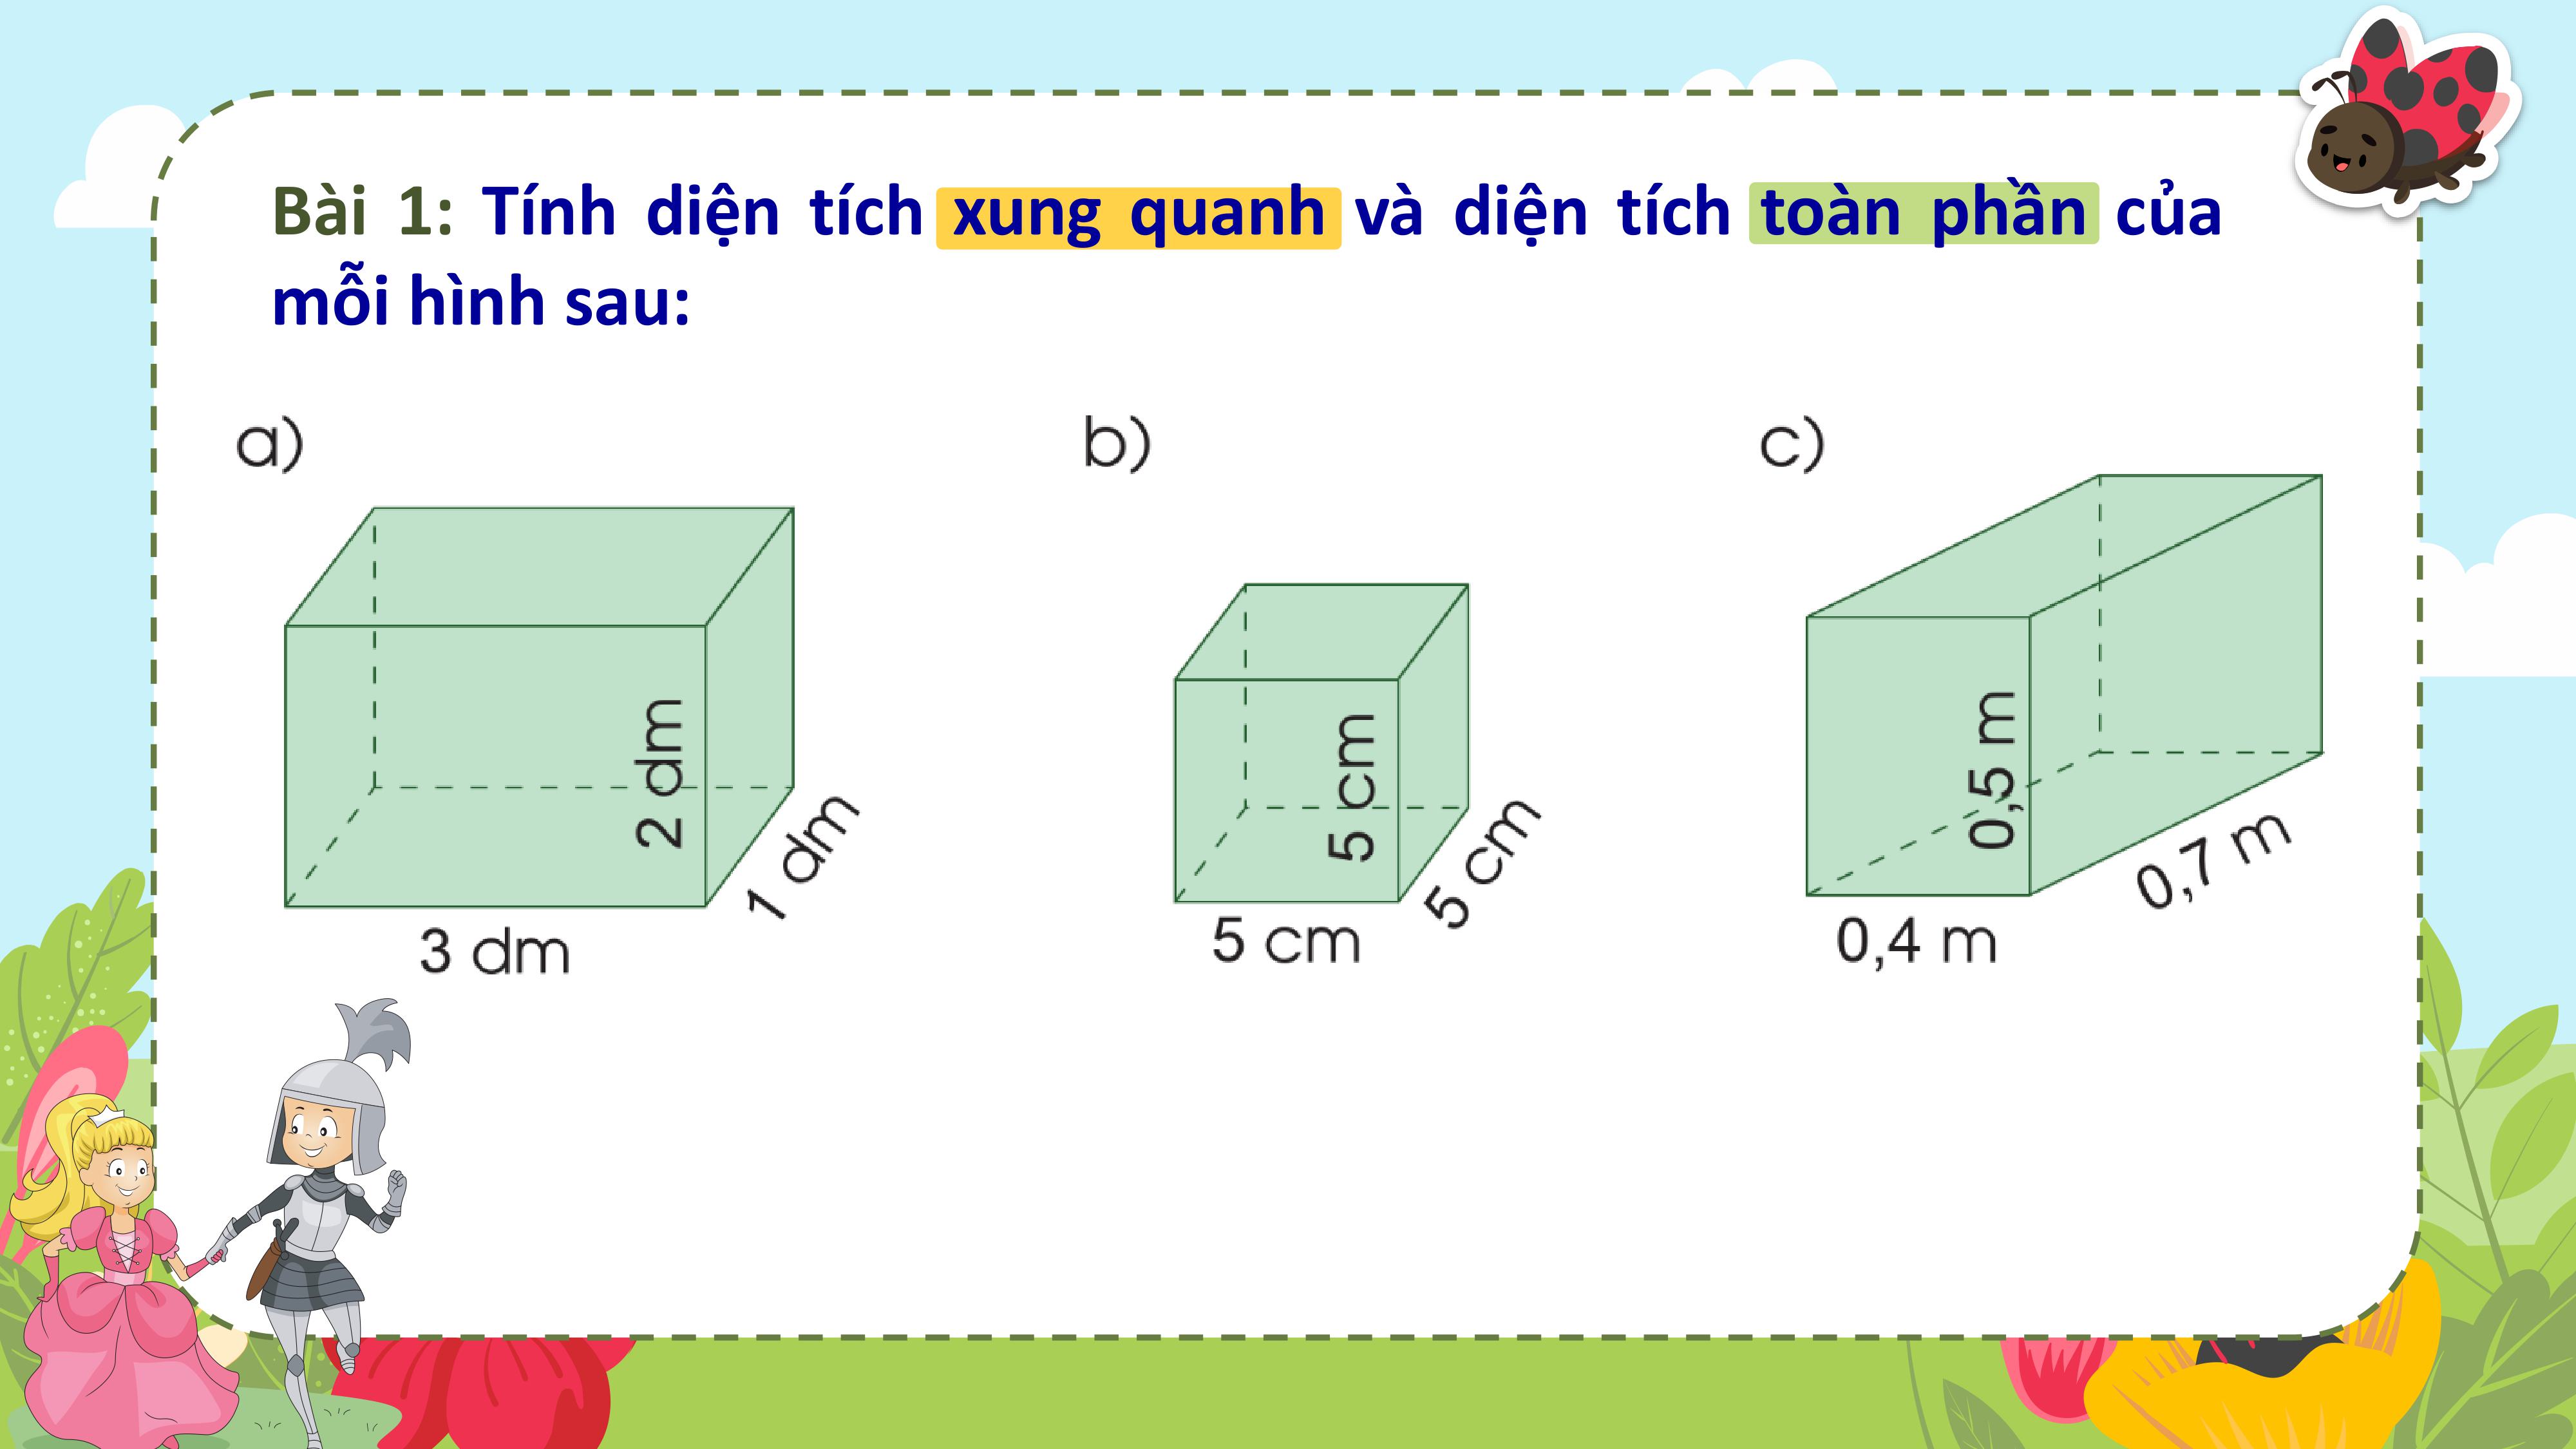 Bài 1: Tính diện tích xung quanh và diện tích toàn phần của
mỗi hình sau:
a)
b)
c)
2 dm
1 dm
3 dm
5 cm
5 cm
5 cm
0,5 m
0,7 m
0,4 m